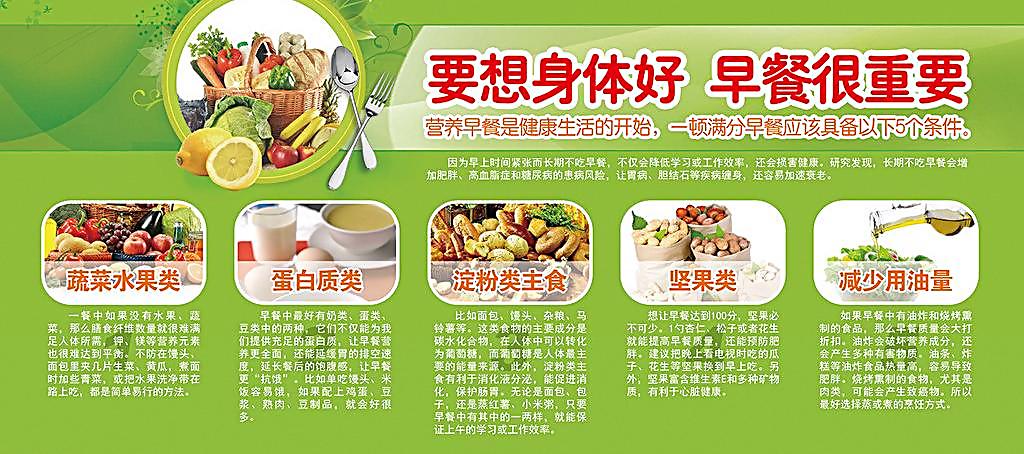 要想身体好 早餐很重要
营养早餐是健康生活的开始，一顿满分早餐应该具备以下5个条件。
因为早上时间紧张而长期不吃早餐，不仅会降低学习或工作效率，还会损害健康。研究发现，长期不吃早餐会增
加肥胖、高血脂症和糖尿病的患病风险，让胃病、胆结石等疾病缠身，还容易加速衰老。
蔬菜水果类
一餐中如果没有水果、蔬
菜，那么膳食纤维数量就很难满
足人体所需，钾、镁等营养元素
也很难达到平衡。不防在馒头、
面包里夹几片生菜、黄瓜，煮面
时加些青菜，或把水果洗净带在
路上吃，都是简单易行的方法。
蛋白质类
早餐中最好有奶类、蛋类、
豆类中的两种，它们不仅能为我
们提供充足的蛋白质，让早餐营
养更全面，还能延缓胃的排空速
度，延长餐后的饱腹感，让早餐
更“抗饿”。比如单吃馒头、米
饭容易饿，如果配上鸡蛋、豆
浆、熟肉、豆制品，就会好很
多。
淀粉类主食
比如面包、馒头、杂粮、马
铃薯等。这类食物的主要成分是
碳水化合物，在人体中可以转化
为葡萄糖，而葡萄糖是人体最主
要的能量来源。此外，淀粉类主
食有利于消化液分泌，能促进消
化，保护肠胃。无论是面包、包
子，还是蒸红薯、小米粥，只要
早餐中有其中的一两样，就能保
证上午的学习或工作效率。
坚果类
想让早餐达到100分，坚果必
不可少。1勺杏仁、松子或者花生
就能提高早餐质量，还能预防肥
胖。建议把晚上看电视时吃的瓜
子、花生等坚果换到早上吃。另
外，坚果富含维生素E和多种矿物
质，有利于心脏健康。
减少用油量
如果早餐中有油炸和烧烤熏
制的食品，那么早餐质量会大打
折扣。油炸会破坏营养成分，还
会产生多种有害物质。油条、炸
糕等油炸食品热量高，容易导致
肥胖。烧烤熏制的食物，尤其是
肉类，可能会产生致癌物。所以
最好选择蒸或煮的烹饪方式。